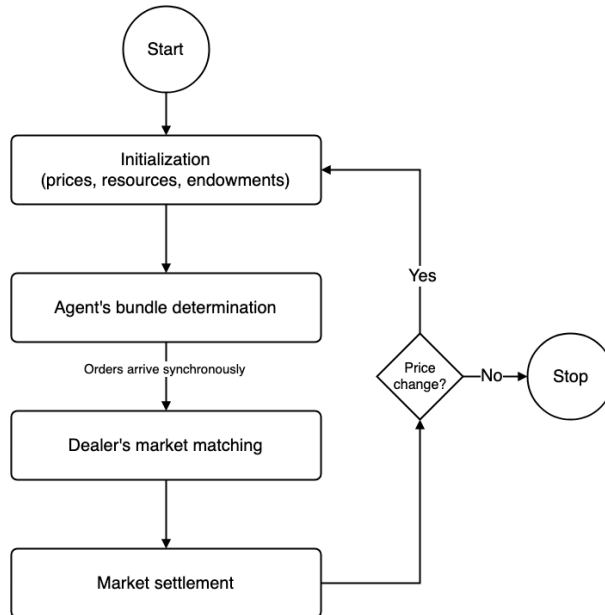 Start
Initialization
(prices, resources, endowments)
Agent's bundle determination
Orders arrive synchronously
Dealer's market matching
Market settlement
Price
change?
Yes
No
Stop